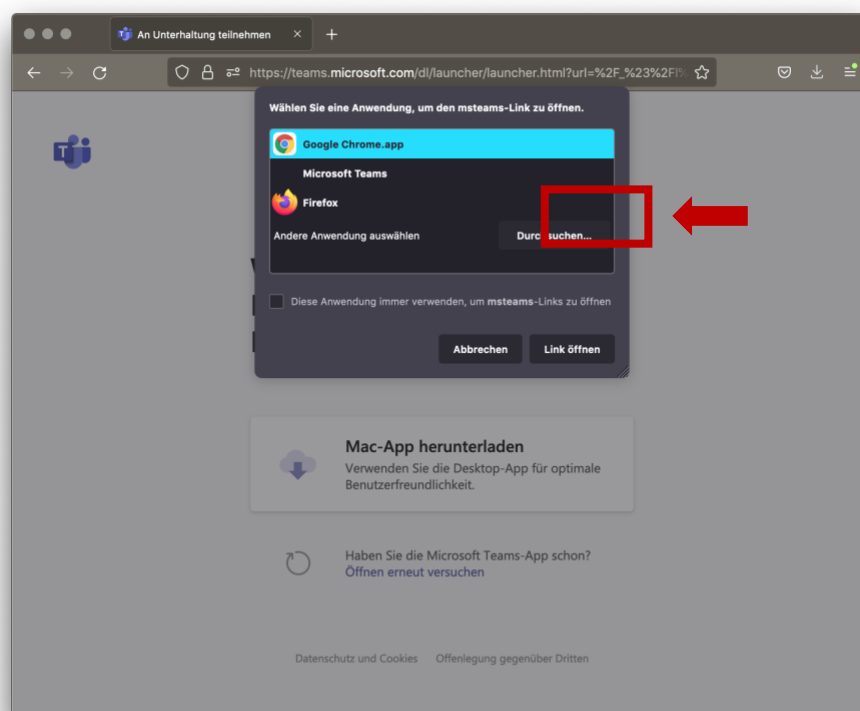 An Unterhaltung teilnehmen
https://teams.microsoft.com/dl/launcher/launcher.html?url=%2F_%23%2Fl%
Wählen Sie eine Anwendung, um den msteams-Link zu öffnen.
Google Chrome.app
Microsoft Teams
Firefox
Andere Anwendung auswählen
Durchsuchen...
Diese Anwendung immer verwenden, um msteams-Links zu öffnen
Abbrechen
Link öffnen
Mac-App herunterladen
Verwenden Sie die Desktop-App für optimale
Benutzerfreundlichkeit.
Haben Sie die Microsoft Teams-App schon?
Öffnen erneut versuchen
Datenschutz und Cookies
Offenlegung gegenüber Dritten